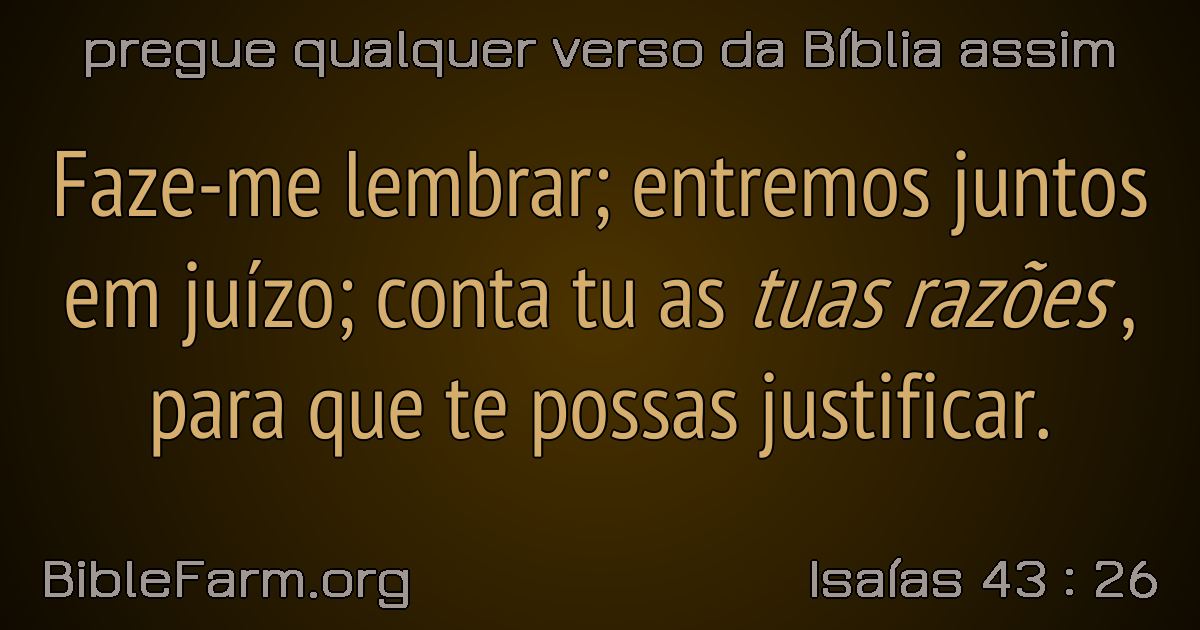 pregue qualquer verso da Bíblia assim
Faze-me lembrar; entremos juntos
em juízo; conta tu as tuas razões ,
para que te possas justificar.
BibleFarm.org
Isaías 43 : 26